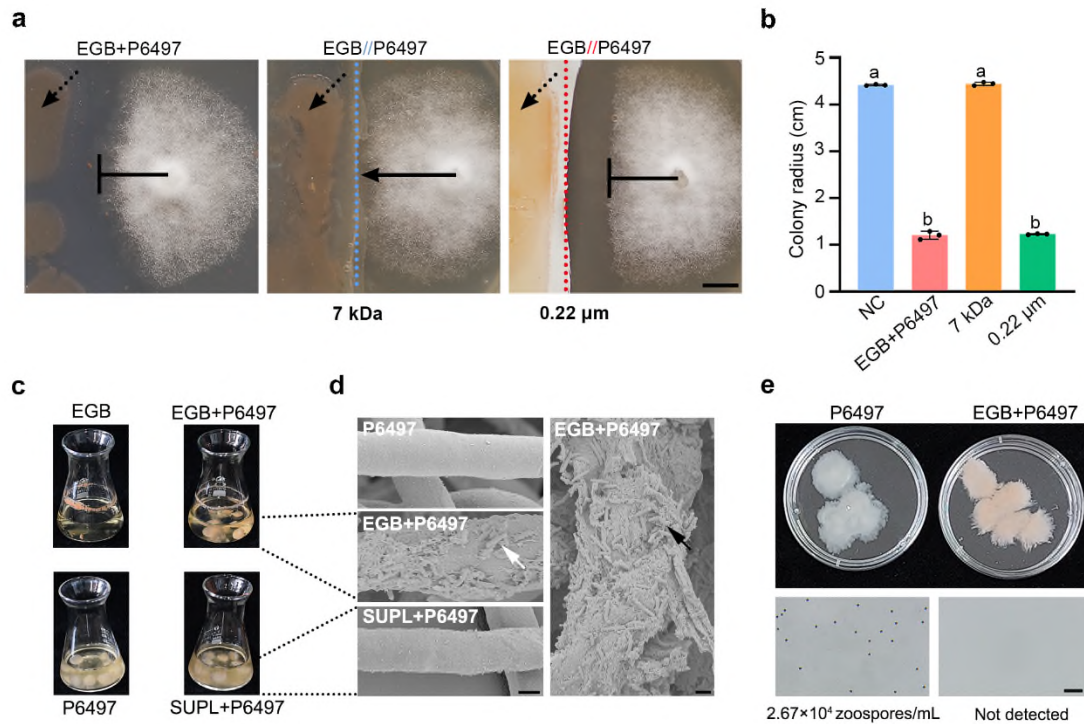 a
EGB+P6497
EGB//P6497
EGB//P6497
7 kDa
0.22 μm
b
Colony radius (cm)
5
4
3
2
1
0
a
b
a
b
NC
EGB+P6497
7 kDa
0.22 μm
c
EGB
EGB+P6497
P6497
SUPL+P6497
d
P6497
EGB+P6497
SUPL+P6497
EGB+P6497
e
P6497
EGB+P6497
2.67×10⁴ zoospores/mL
Not detected